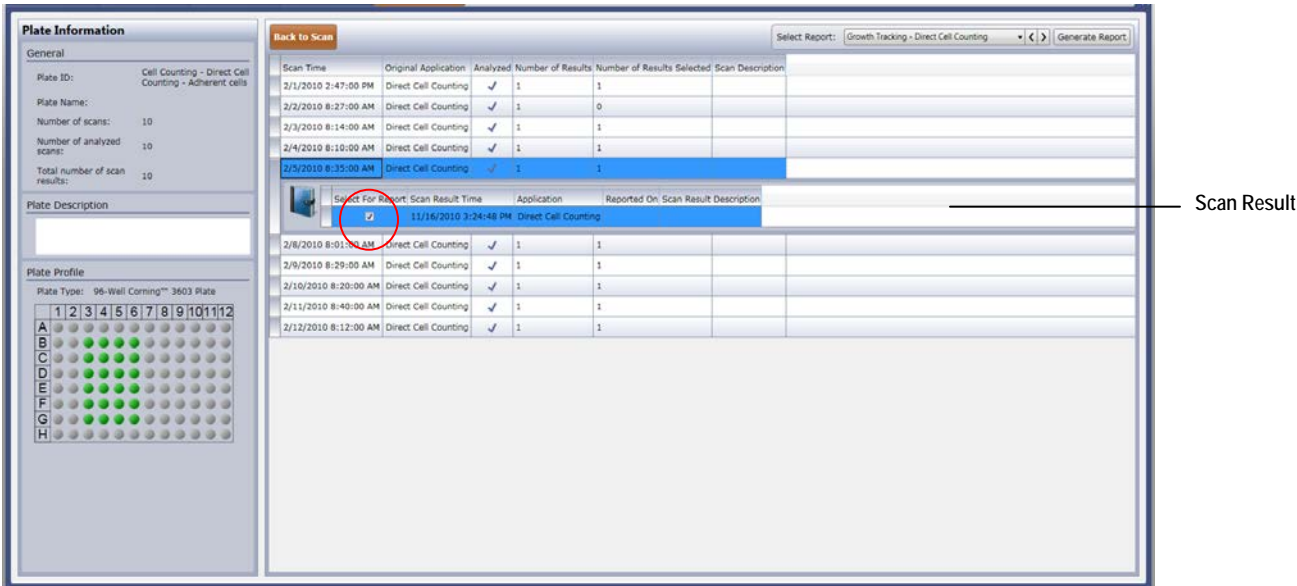 Plate Information
General
Plate ID: Cell Counting - Direct Cell
Counting - Adherent cells
Plate Name:
Number of scans: 10
Number of analyzed
scans: 10
Total number of scan
results: 10
Plate Description
Plate Profile
Plate Type: 96-Well Corning™ 3603 Plate
1 2 3 4 5 6 7 8 9 10 11 12
A
B
C
D
E
F
G
H
Back to Scan
Select Report: Growth Tracking - Direct Cell Counting < > Generate Report
Scan Time Original Application Analyzed Number of Results Number of Results Selected Scan Description
2/1/2010 2:47:00 PM Direct Cell Counting 1 1
2/2/2010 8:27:00 AM Direct Cell Counting 1 0
2/3/2010 8:14:00 AM Direct Cell Counting 1 1
2/4/2010 8:10:00 AM Direct Cell Counting 1 1
2/5/2010 8:35:00 AM Direct Cell Counting 1 1
Select For Report Scan Result Time Application Reported On Scan Result Description
11/16/2010 3:24:48 PM Direct Cell Counting
2/8/2010 8:01:00 AM Direct Cell Counting 1 1
2/9/2010 8:29:00 AM Direct Cell Counting 1 1
2/10/2010 8:20:00 AM Direct Cell Counting 1 1
2/11/2010 8:40:00 AM Direct Cell Counting 1 1
2/12/2010 8:12:00 AM Direct Cell Counting 1 1
Scan Result